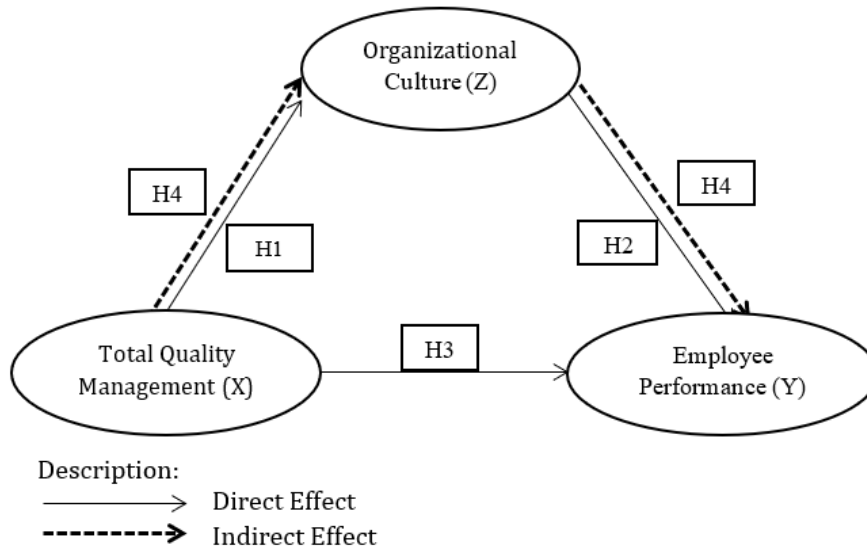 Organizational
Culture (Z)
H4
H4
H1
H2
H3
Total Quality
Management (X)
Employee
Performance (Y)
Description:
Direct Effect
Indirect Effect